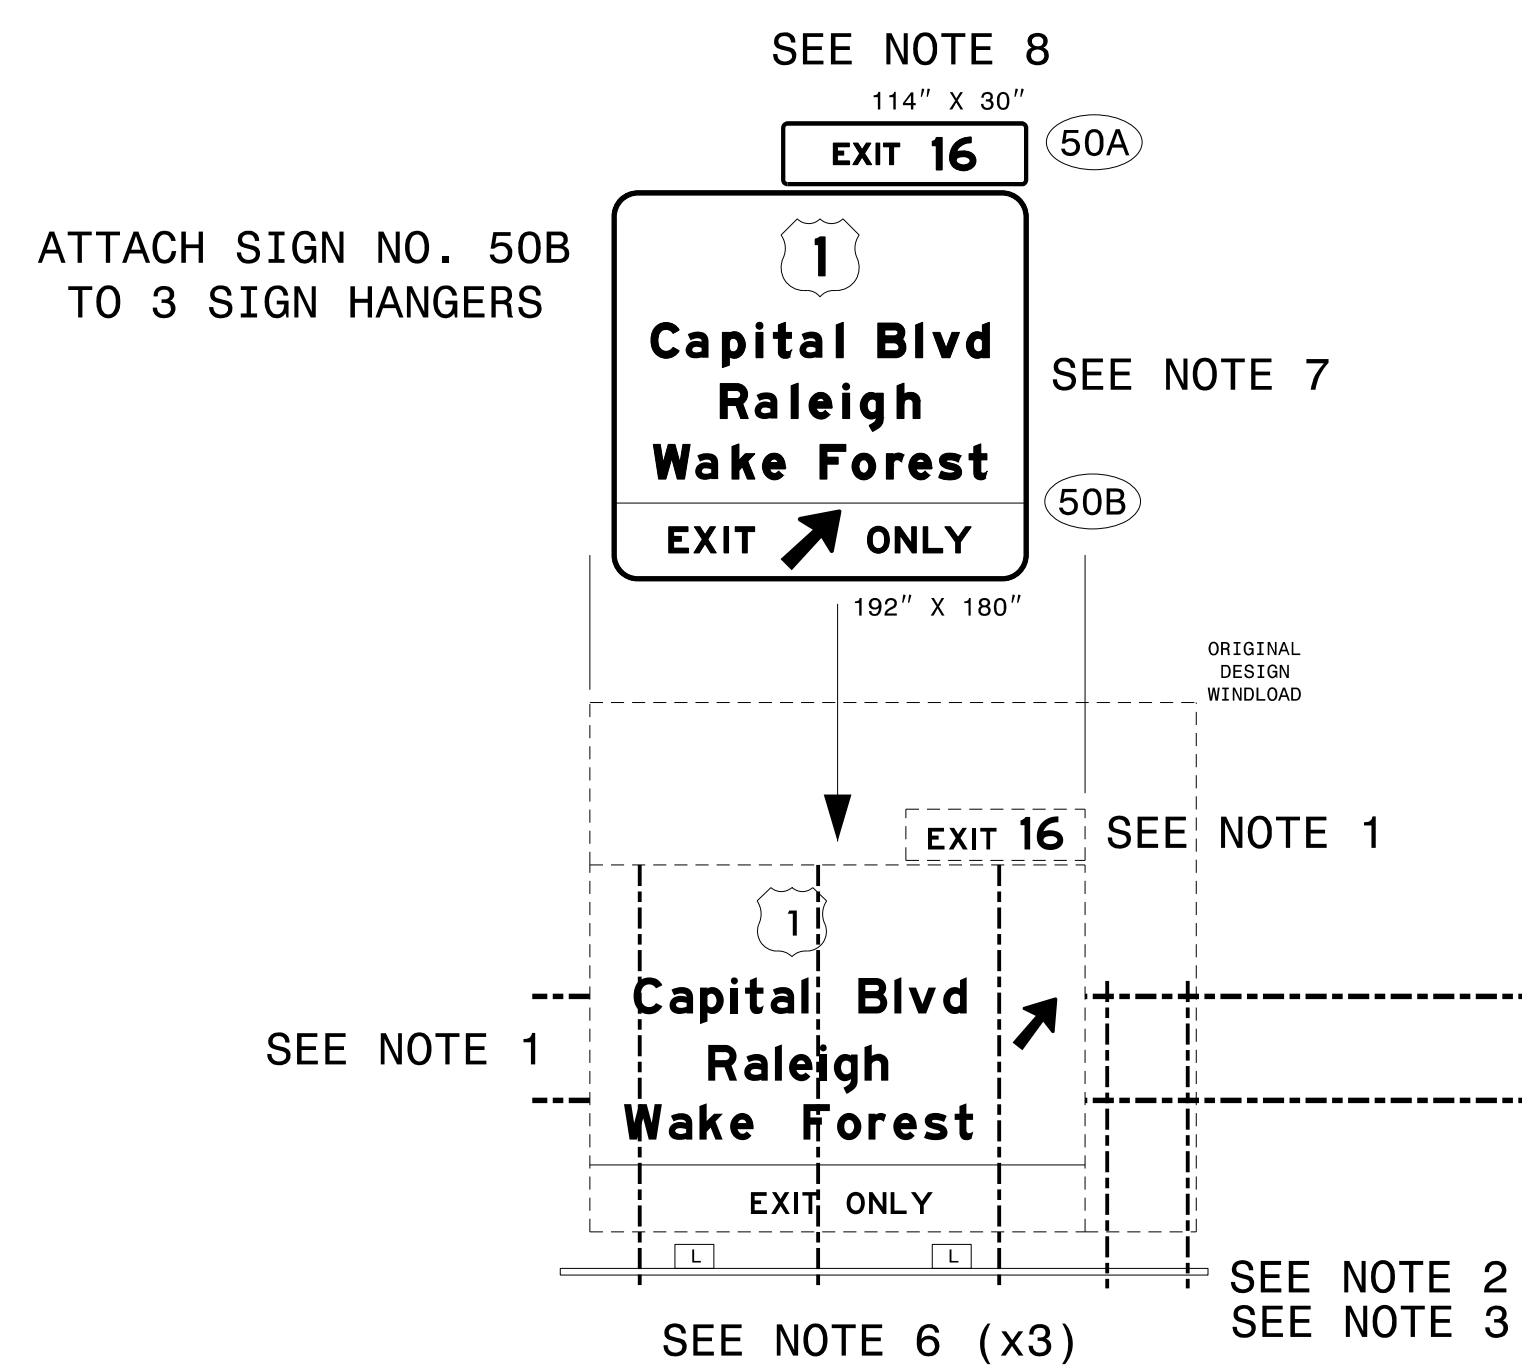 SEE NOTE 8
114" X 30"
EXIT 16
50A
ATTACH SIGN NO. 50B
TO 3 SIGN HANGERS
1
Capital Blvd
Raleigh
Wake Forest
SEE NOTE 7
EXIT ONLY
50B
192" X 180"
ORIGINAL
DESIGN
WINDLOAD
EXIT 16
SEE NOTE 1
1
Capital Blvd
Raleigh
Wake Forest
SEE NOTE 1
EXIT ONLY
L
L
SEE NOTE 2
SEE NOTE 3
SEE NOTE 6 (x3)